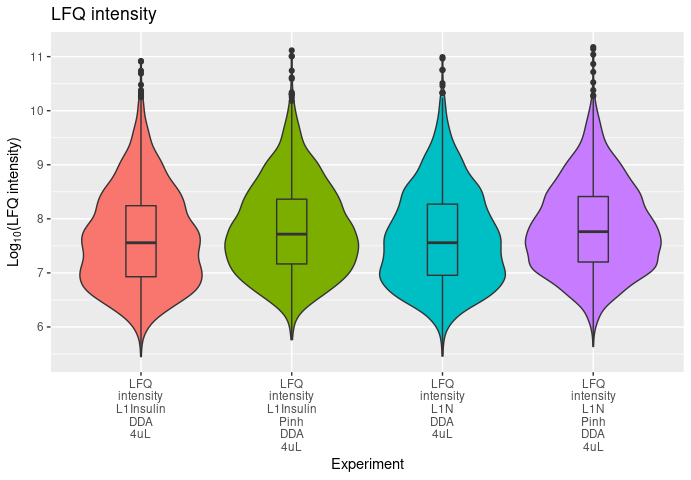 LFQ intensity
Log10(LFQ intensity)
11
10
9
8
7
6
LFQ
intensity
L1Insulin
DDA
4uL
LFQ
intensity
L1Insulin
Pinh
DDA
4uL
LFQ
intensity
L1N
DDA
4uL
LFQ
intensity
L1N
Pinh
DDA
4uL
Experiment